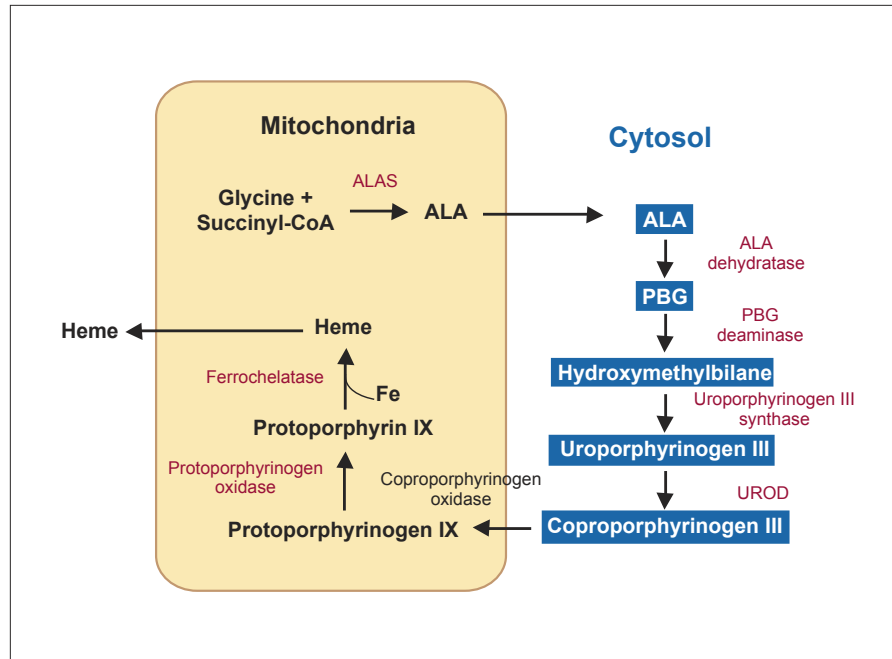 Mitochondria
Cytosol
ALAS
Glycine +
Succinyl-CoA
ALA
ALA
ALA
dehydratase
PBG
PBG
deaminase
Hydroxymethylbilane
Uroporphyrinogen III
synthase
Uroporphyrinogen III
UROD
Coproporphyrinogen III
Coproporphyrinogen
oxidase
Protoporphyrinogen IX
Protoporphyrinogen
oxidase
Protoporphyrin IX
Fe
Ferrochelatase
Heme
Heme